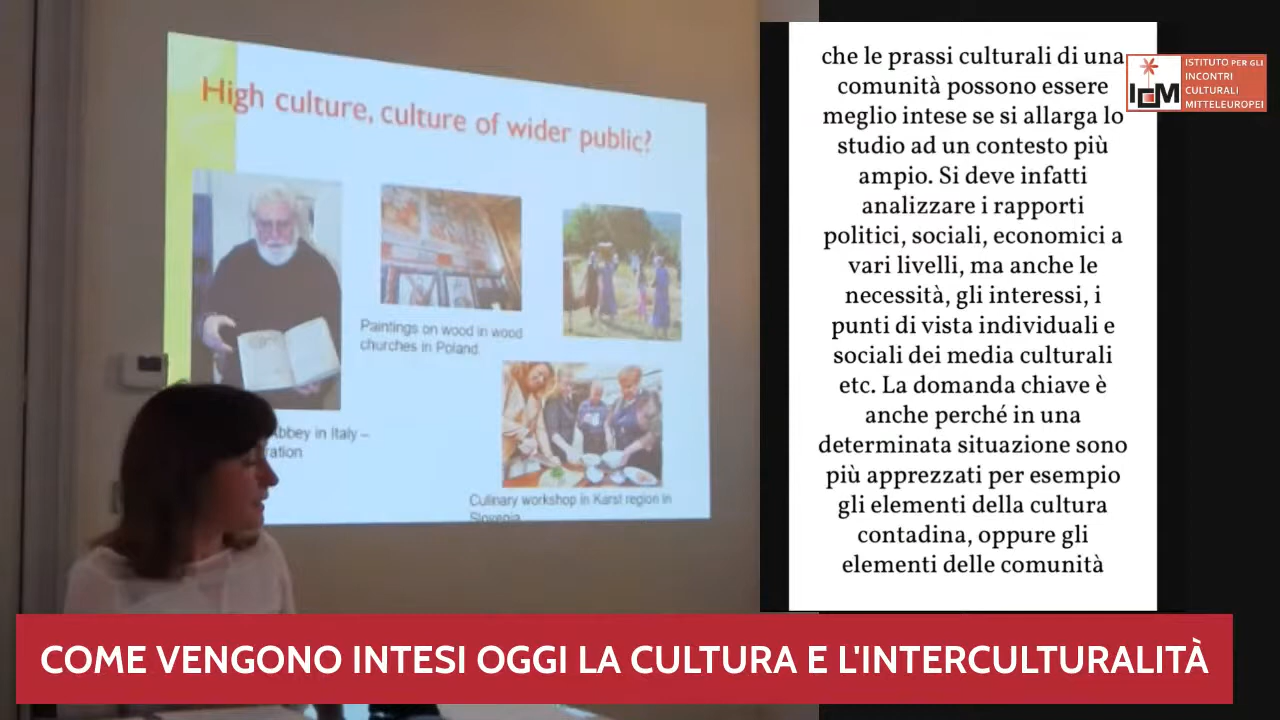 High culture, culture of wider public?
Paintings on wood in wood
churches in Poland.
Abbey in Italy –
Culinary workshop in Karst region in
Slovenia
che le prassi culturali di una
comunità possono essere
meglio intese se si allarga lo
studio ad un contesto più
ampio. Si deve infatti
analizzare i rapporti
politici, sociali, economici a
vari livelli, ma anche le
necessità, gli interessi, i
punti di vista individuali e
sociali dei media culturali
etc. La domanda chiave è
anche perché in una
determinata situazione sono
più apprezzati per esempio
gli elementi della cultura
contadina, oppure gli
elementi delle comunità
ICM
ISTITUTO PER GLI
INCONTRI
CULTURALI
MITTELEUROPEI
COME VENGONO INTESI OGGI LA CULTURA E L'INTERCULTURALITÀ